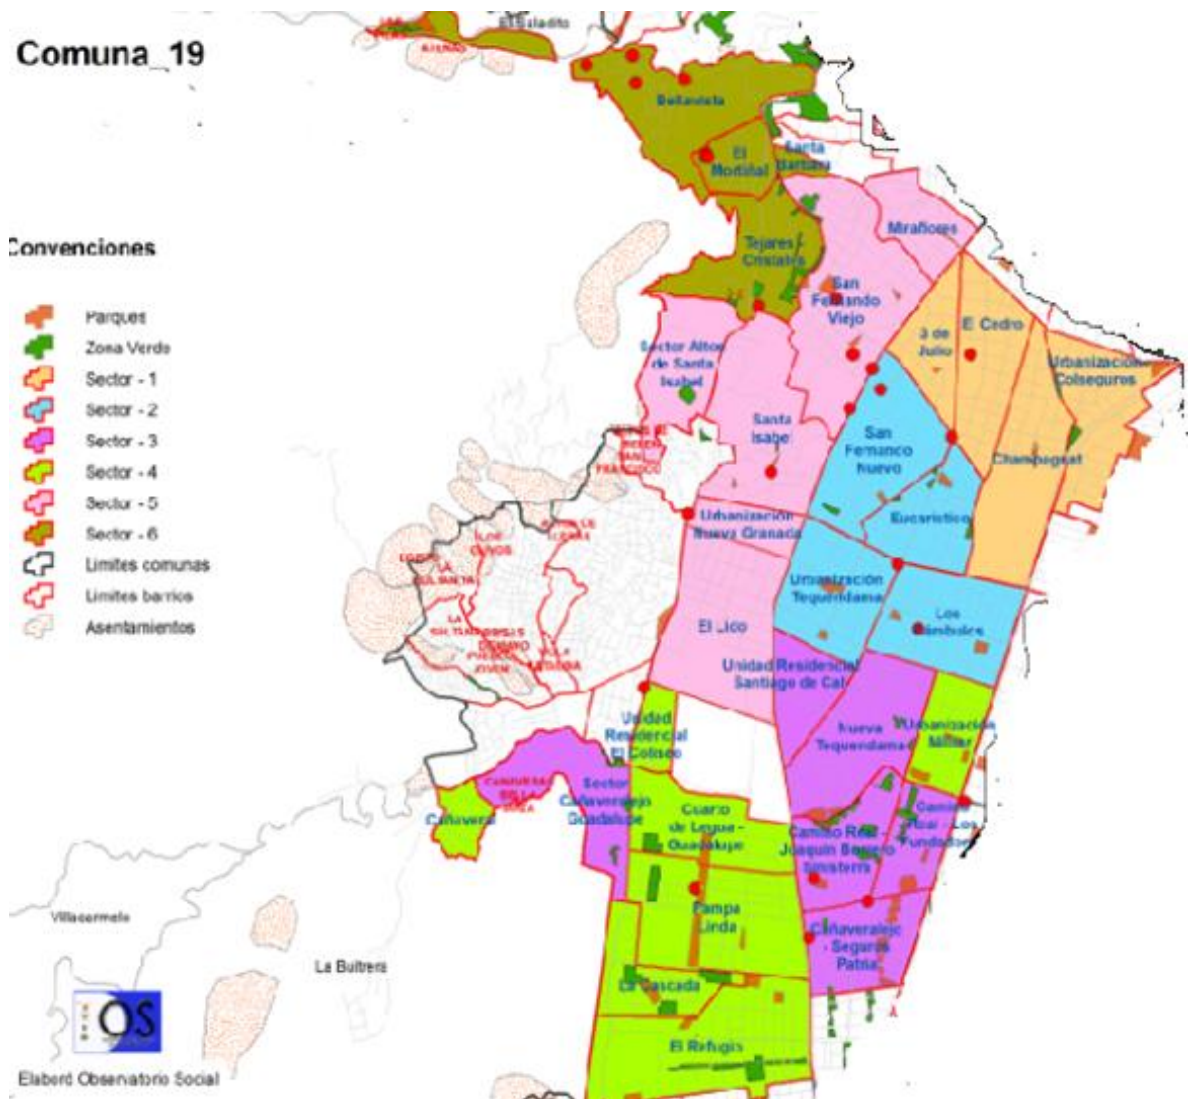 Comuna_19
El Saladito
ATENAS
Bellavista
El
Mortiñal
Santa
Barbara
Tejares -
Cristales
Miraflores
San
Fernando
Viejo
Convenciones
Parques
Zona Verde
Sector - 1
Sector - 2
Sector - 3
Sector - 4
Sector - 5
Sector - 6
Limites comunas
Limites barrios
Asentamientos
3 de
Julio
El Cedro
Urbanización
Colseguros
Sector Altos
de Santa
Isabel
Santa
Isabel
San
Fernando
Nuevo
Champagnat
Eucaristico
Urbanización
Nueva Granada
Urbanización
Tequendama
Los
Cámbulos
El Lido
Unidad Residencial
Santiago de Cali
Unidad
Residencial
El Coliseo
Nueva
Tequendama
Urbanización
Militar
Sector
Cañaveralejo
Guadalupe
Cañaveral
Cuarto
de Legua -
Guadalupe
Camino Real -
Joaquin Borrero
Sinisterra
Camino
Real - Los
Fundadores
Pampa
Linda
Cañaveralejo
- Seguros
Patria
La Cascada
El Refugio
Villacarmelo
La Buitrera
OS
Elaboró Observatorio Social